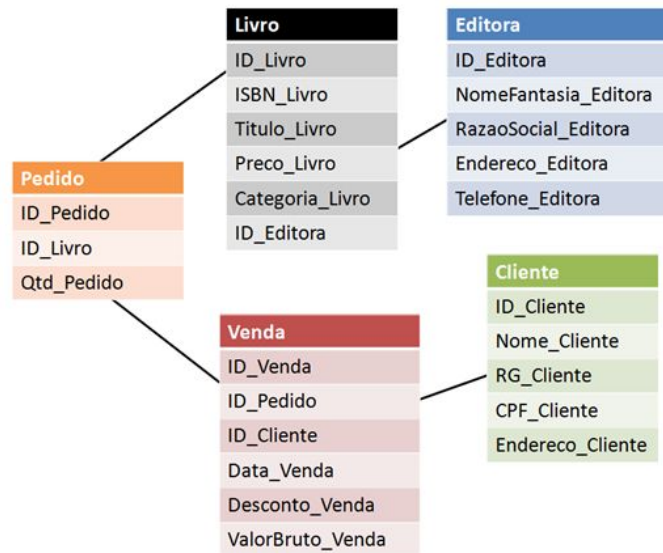 Livro
ID_Livro
ISBN_Livro
Titulo_Livro
Preco_Livro
Categoria_Livro
ID_Editora
Editora
ID_Editora
NomeFantasia_Editora
RazaoSocial_Editora
Endereco_Editora
Telefone_Editora
Pedido
ID_Pedido
ID_Livro
Qtd_Pedido
Venda
ID_Venda
ID_Pedido
ID_Cliente
Data_Venda
Desconto_Venda
ValorBruto_Venda
Cliente
ID_Cliente
Nome_Cliente
RG_Cliente
CPF_Cliente
Endereco_Cliente